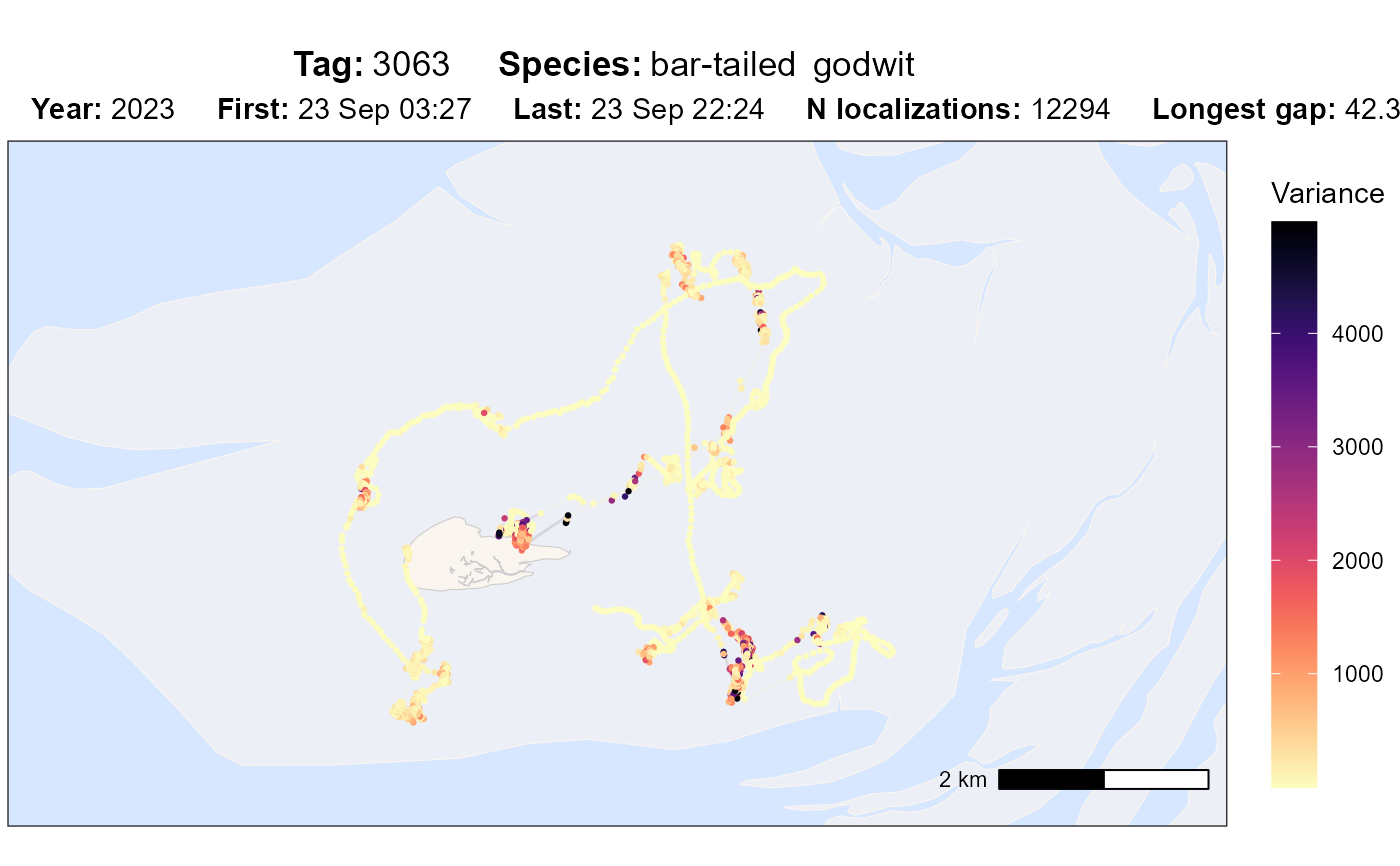 Tag: 3063 Species: bar-tailed godwit
Year: 2023 First: 23 Sep 03:27 Last: 23 Sep 22:24 N localizations: 12294 Longest gap: 42.3
Variance
4000
3000
2000
1000
2 km